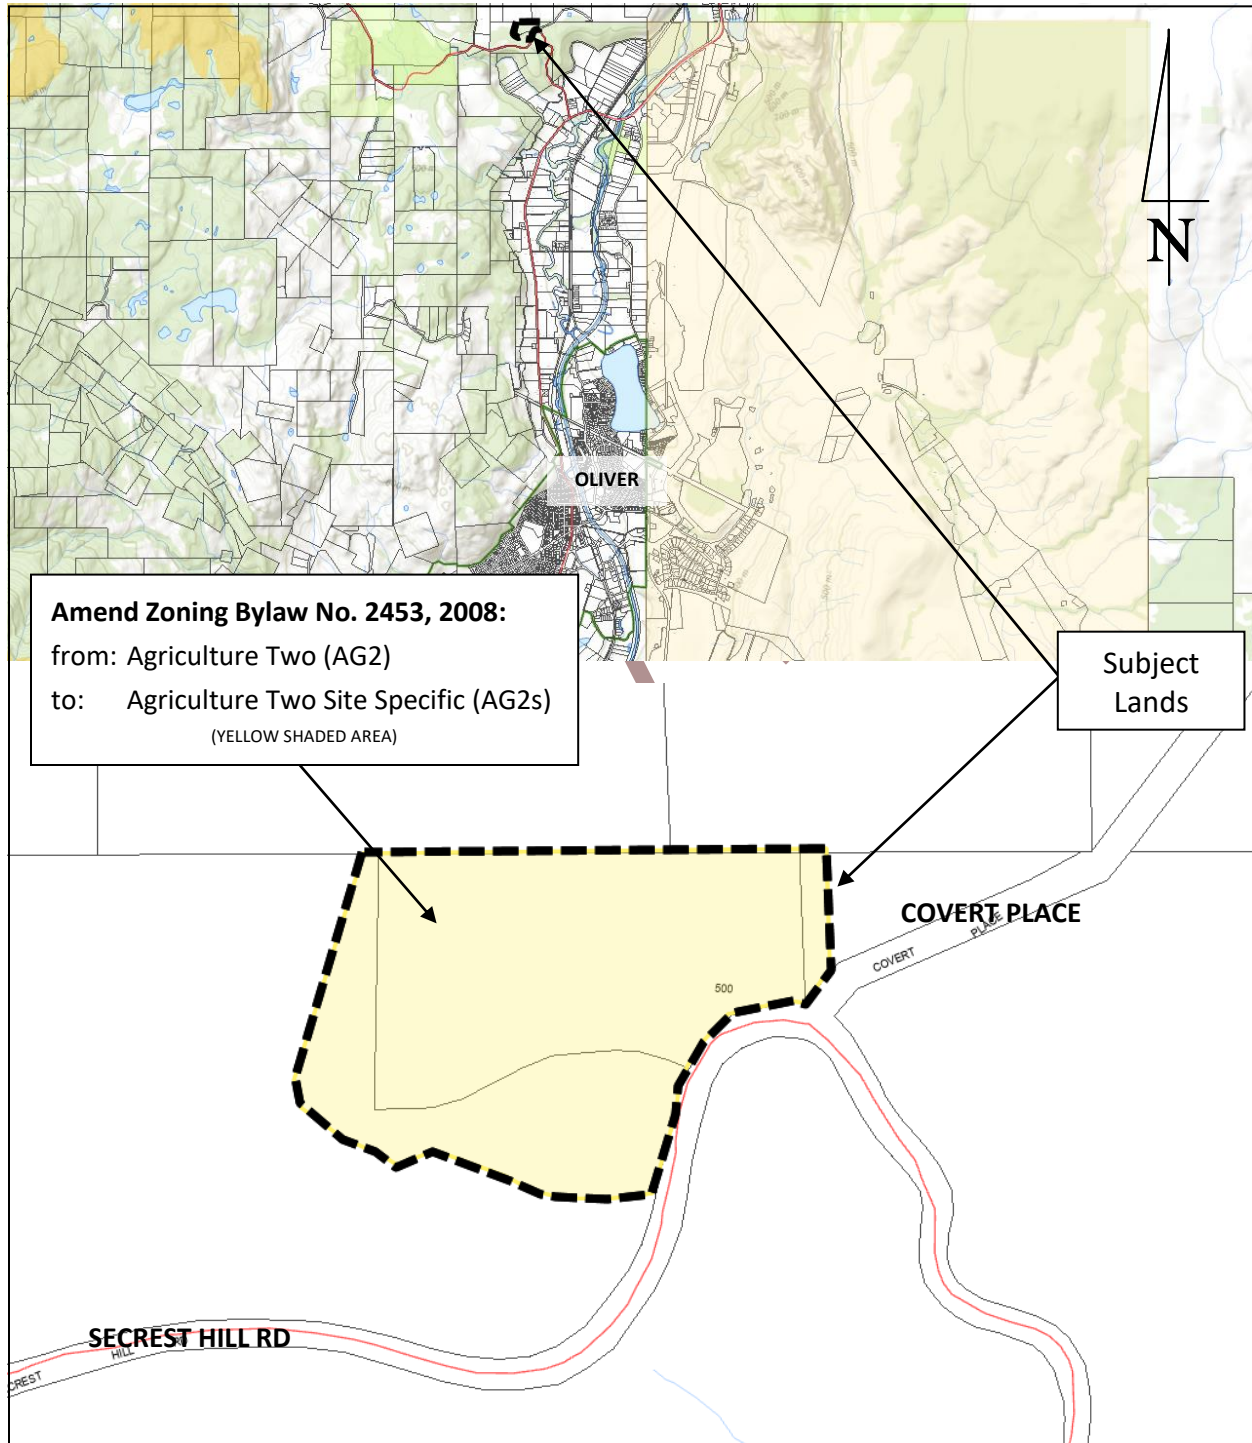 N
OLIVER
Amend Zoning Bylaw No. 2453, 2008:
from: Agriculture Two (AG2)
to: Agriculture Two Site Specific (AG2s)
(YELLOW SHADED AREA)
Subject
Lands
COVERT PLACE
COVERT PLACE
500
SECREST HILL RD
CREST HILL RD